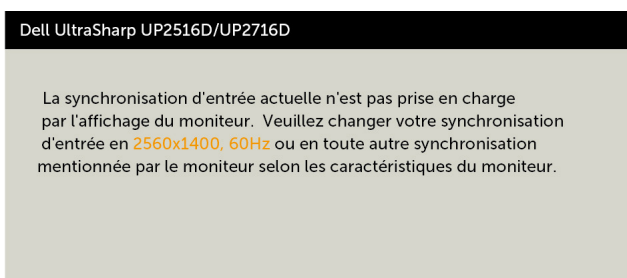 Dell UltraSharp UP2516D/UP2716D
La synchronisation d'entrée actuelle n'est pas prise en charge
par l'affichage du moniteur. Veuillez changer votre synchronisation
d'entrée en 2560x1400, 60Hz ou en toute autre synchronisation
mentionnée par le moniteur selon les caractéristiques du moniteur.